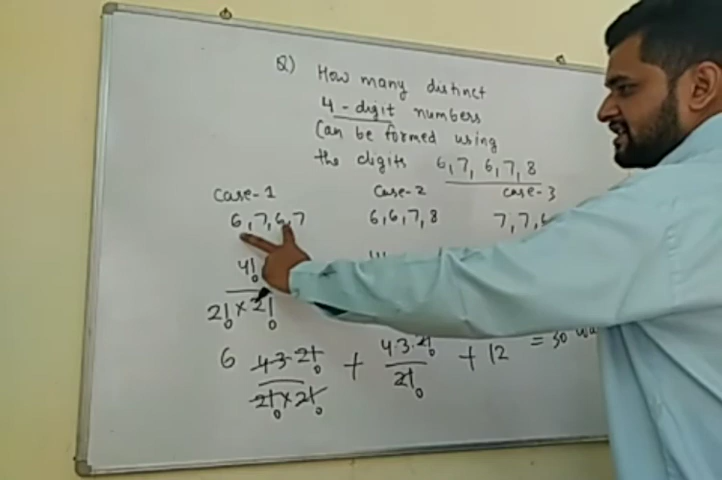 Q) How many distinct
4-digit numbers
Can be formed using
the digits 6,7,6,7,8
Case-1 Case-2 Case-3
6,7,6,7 6,6,7,8 7,7,6
4!
2!×2!
6 4·3·2! + 4·3·2! + 12 = 30
2!×2! 2!